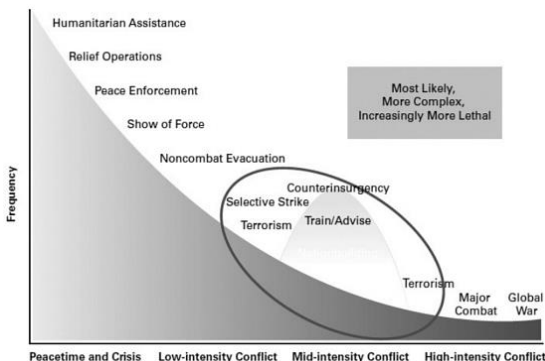 Humanitarian Assistance
Relief Operations
Peace Enforcement
Show of Force
Noncombat Evacuation
Most Likely,
More Complex,
Increasingly More Lethal
Counterinsurgency
Selective Strike
Train/Advise
Terrorism
Terrorism
Major
Combat
Global
War
Frequency
Peacetime and Crisis
Low-intensity Conflict
Mid-intensity Conflict
High-intensity Conflict